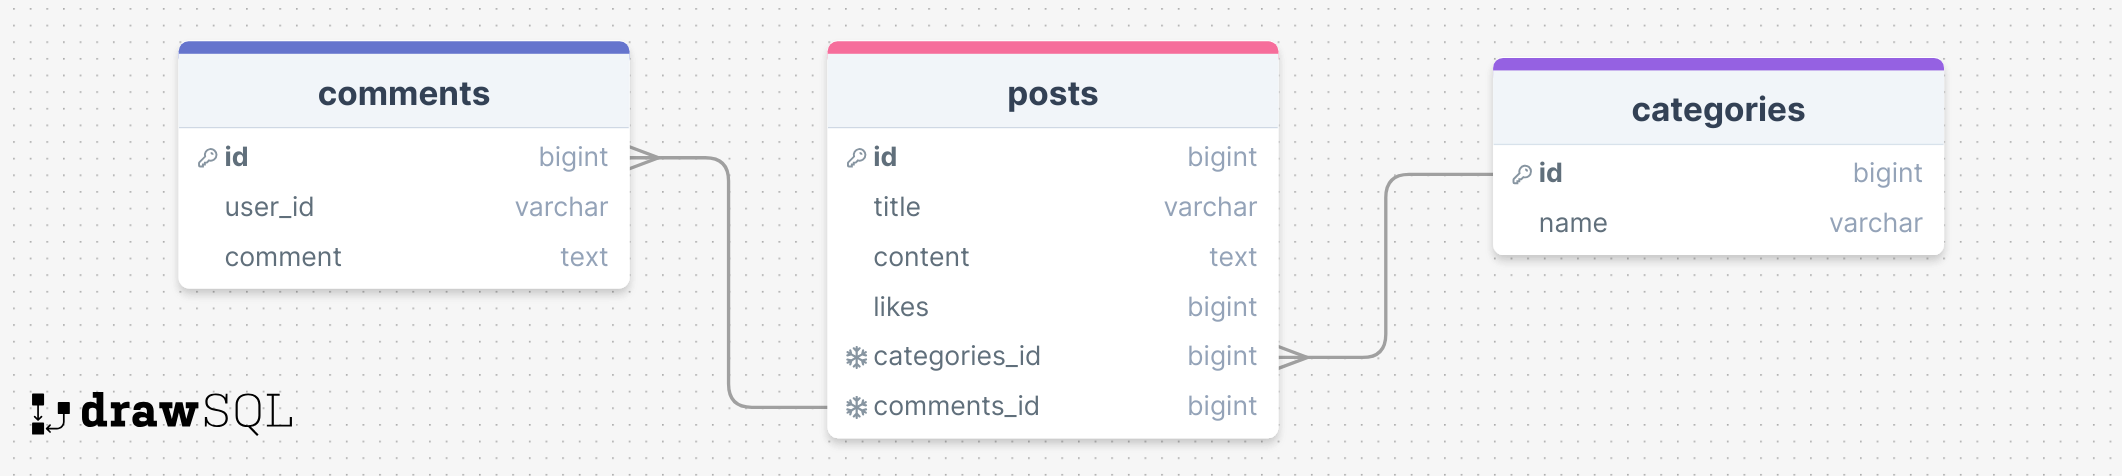 comments
id bigint
user_id varchar
comment text
posts
id bigint
title varchar
content text
likes bigint
categories_id bigint
comments_id bigint
categories
id bigint
name varchar
drawSQL